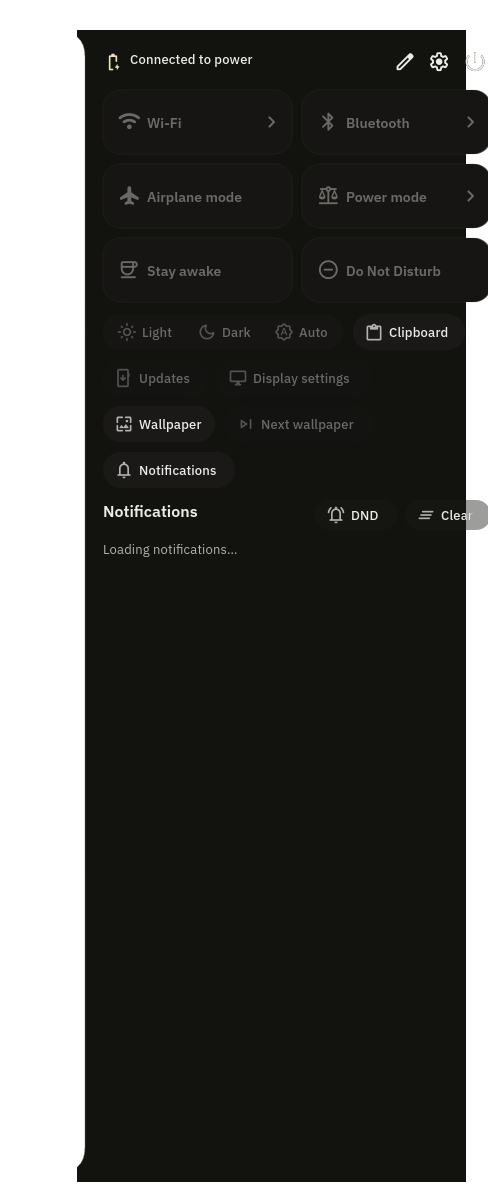 Connected to power
Wi-Fi Bluetooth
Airplane mode Power mode
Stay awake Do Not Disturb
Light Dark Auto Clipboard
Updates Display settings
Wallpaper Next wallpaper
Notifications
Notifications DND Clear
Loading notifications...